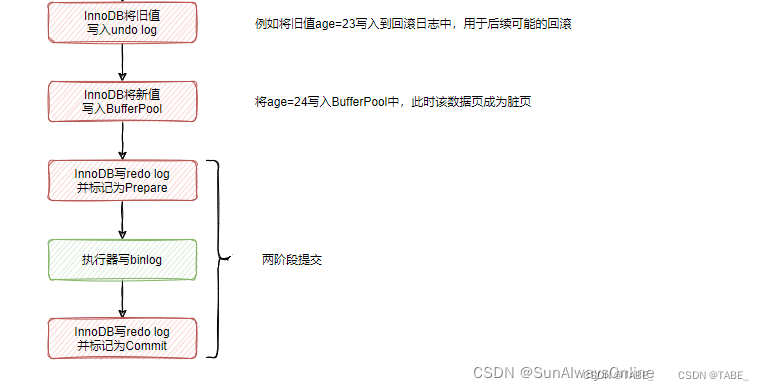 InnoDB将旧值
写入undo log
例如将旧值age=23写入到回滚日志中，用于后续可能的回滚
InnoDB将新值
写入BufferPool
将age=24写入BufferPool中，此时该数据页成为脏页
InnoDB写redo log
并标记为Prepare
执行器写binlog
两阶段提交
InnoDB写redo log
并标记为Commit
CSDN @SunAlwaysOnline
CSDN @TABE_
CSDN @TABE_